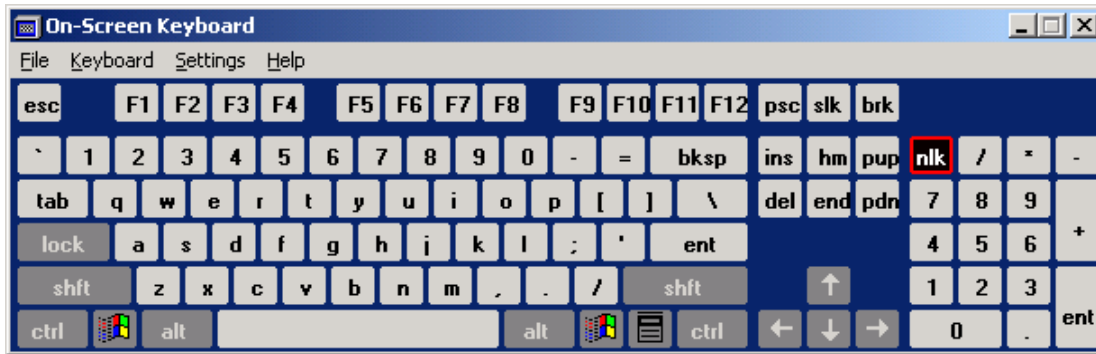 On-Screen Keyboard
File Keyboard Settings Help
esc F1 F2 F3 F4 F5 F6 F7 F8 F9 F10 F11 F12 psc slk brk
` 1 2 3 4 5 6 7 8 9 0 - = bksp ins hm pup nlk / * -
tab q w e r t y u i o p [ ] \ del end pdn 7 8 9
lock a s d f g h j k l ; ' ent 4 5 6 +
shft z x c v b n m , . / shft ↑ 1 2 3
ctrl alt alt ctrl ← ↓ → 0 . ent